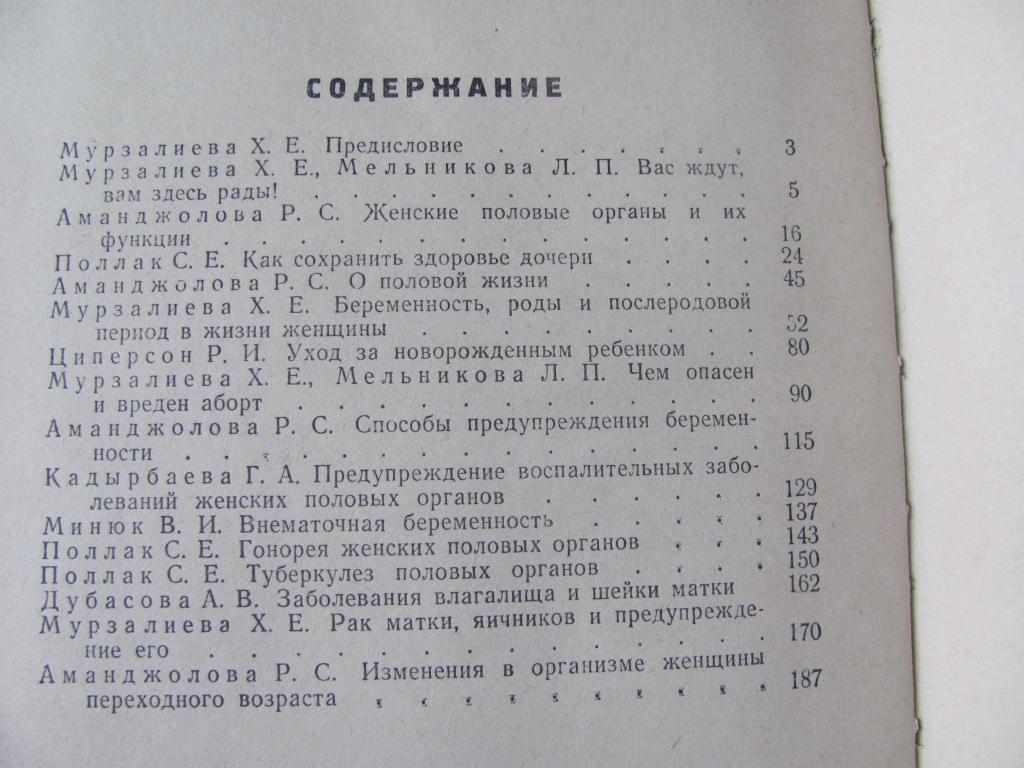 СОДЕРЖАНИЕ
Мурзалиева Х. Е. Предисловие . . . . . . . 3
Мурзалиева Х. Е., Мельникова Л. П. Вас ждут,
вам здесь рады! . . . . . . . . . . . . 5
Аманджолова Р. С. Женские половые органы и их
функции . . . . . . . . . . . . . . 16
Поллак С. Е. Как сохранить здоровье дочери . . . . 24
Аманджолова Р. С. О половой жизни . . . . . 45
Мурзалиева Х. Е. Беременность, роды и послеродовой
период в жизни женщины . . . . . . . . 52
Циперсон Р. И. Уход за новорожденным ребенком . . 80
Мурзалиева Х. Е., Мельникова Л. П. Чем опасен
и вреден аборт . . . . . . . . . . . 90
Аманджолова Р. С. Способы предупреждения беремен-
ности . . . . . . . . . . . . . . . 115
Кадырбаева Г. А. Предупреждение воспалительных забо-
леваний женских половых органов . . . . . . 129
Минюк В. И. Внематочная беременность . . . . . 137
Поллак С. Е. Гонорея женских половых органов . . . 143
Поллак С. Е. Туберкулез половых органов . . . . 150
Дубасова А. В. Заболевания влагалища и шейки матки 162
Мурзалиева Х. Е. Рак матки, яичников и предупрежде-
ние его . . . . . . . . . . . . . . . 170
Аманджолова Р. С. Изменения в организме женщины
переходного возраста . . . . . . . . . . 187